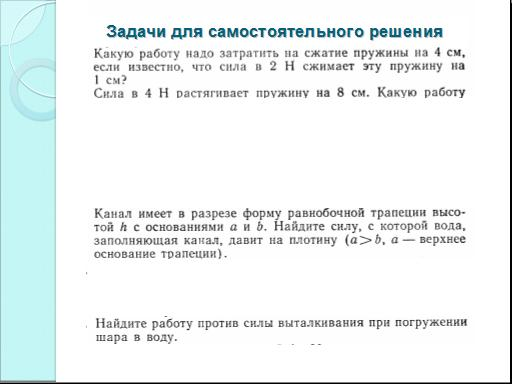 Задачи для самостоятельного решения
Какую работу надо затратить на сжатие пружины на 4 см,
если известно, что сила в 2 Н сжимает эту пружину на
1 см?
Сила в 4 Н растягивает пружину на 8 см. Какую работу
Канал имеет в разрезе форму равнобочной трапеции высо-
той h с основаниями a и b. Найдите силу, с которой вода,
заполняющая канал, давит на плотину (a>b, a — верхнее
основание трапеции).
Найдите работу против силы выталкивания при погружении
шара в воду.